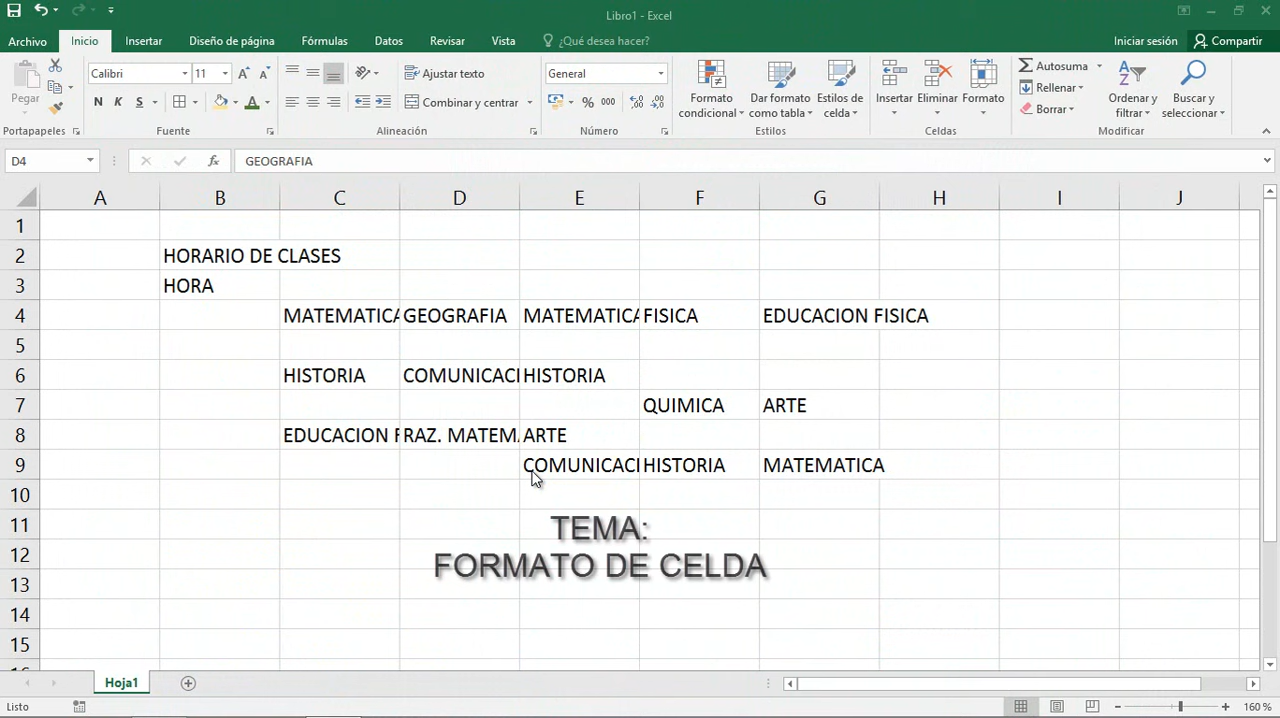 Libro1 - Excel
Archivo Inicio Insertar Diseño de página Fórmulas Datos Revisar Vista ¿Qué desea hacer? Iniciar sesión Compartir
Pegar
Calibri 11
N K S
Ajustar texto
Combinar y centrar
General
% 000
Formato condicional
Dar formato como tabla
Estilos de celda
Insertar Eliminar Formato
Autosuma
Rellenar
Borrar
Ordenar y filtrar
Buscar y seleccionar
Portapapeles Fuente Alineación Número Estilos Celdas Modificar
D4 fx GEOGRAFIA
A B C D E F G H I J
1
2 HORARIO DE CLASES
3 HORA
4 MATEMATICA GEOGRAFIA MATEMATICA FISICA EDUCACION FISICA
5
6 HISTORIA COMUNICACI HISTORIA
7 QUIMICA ARTE
8 EDUCACION F RAZ. MATEM. ARTE
9 COMUNICACI HISTORIA MATEMATICA
10
11
TEMA:
12
FORMATO DE CELDA
13
14
15
Hoja1
Listo 160 %